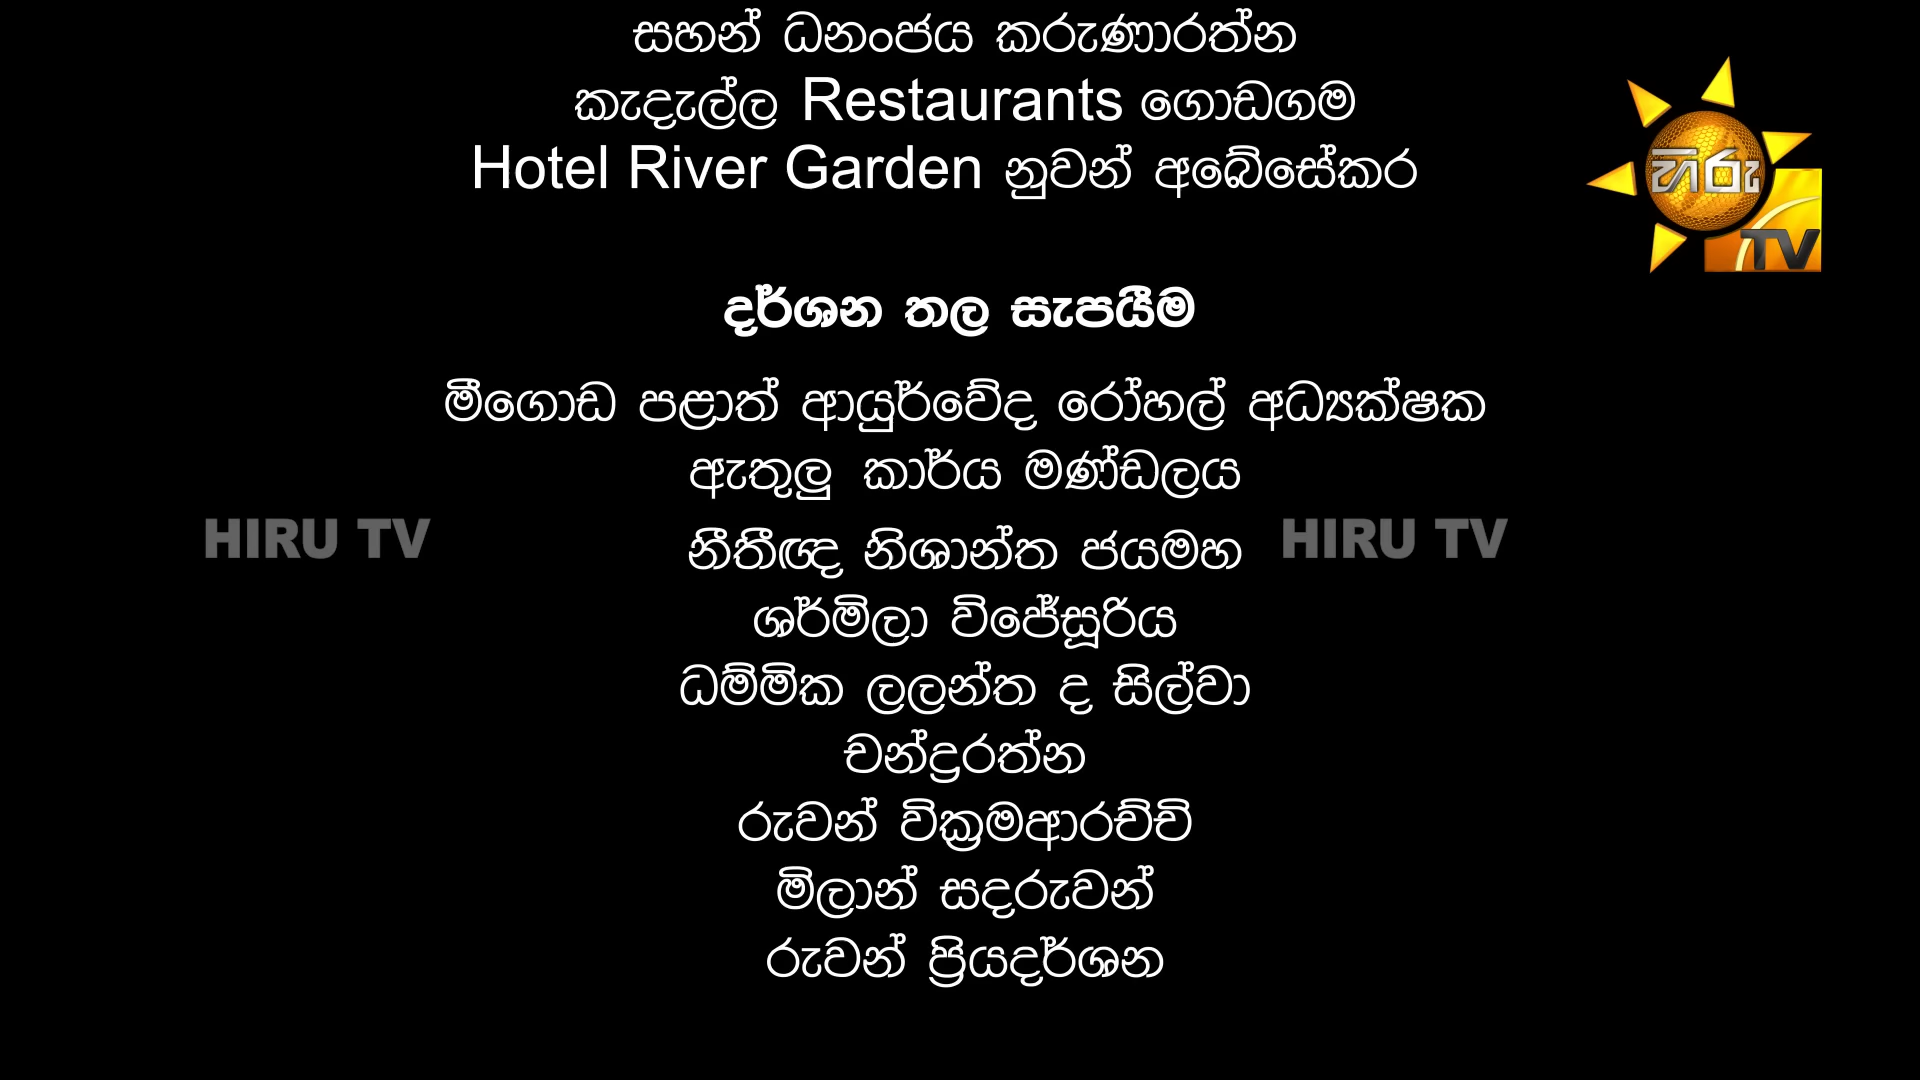 සහන් ධනංජය කරුණාරත්න
කැදැල්ල Restaurants ගොඩගම
Hotel River Garden නුවන් අබේසේකර
හිරු
TV
දර්ශන තල සැපයීම
මීගොඩ පළාත් ආයුර්වේද රෝහල් අධ්‍යක්ෂක
ඇතුලු කාර්ය මණ්ඩලය
HIRU TV
නීතීඥ නිශාන්ත ජයමහ
HIRU TV
ශර්මිලා විජේසූරිය
ධම්මික ලලන්ත ද සිල්වා
චන්ද්‍රරත්න
රුවන් වික්‍රමආරච්චි
මිලාන් සදරුවන්
රුවන් ප්‍රියදර්ශන